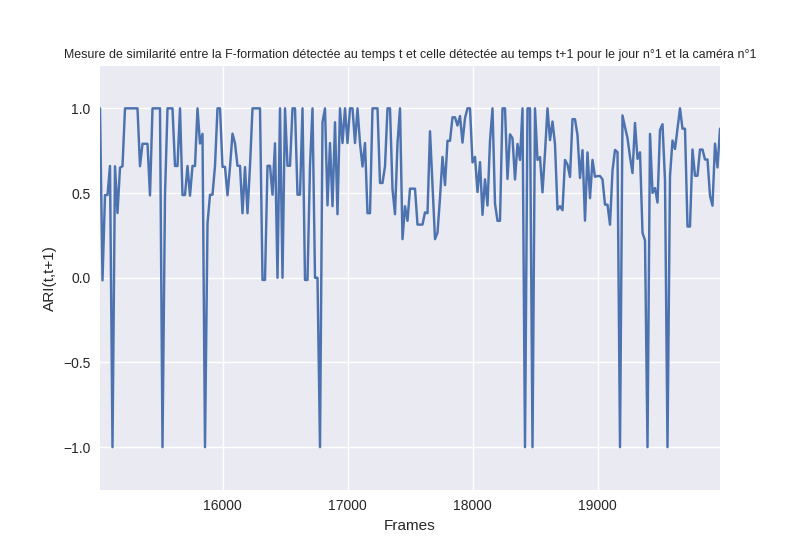 Mesure de similarité entre la F-formation détectée au temps t et celle détectée au temps t+1 pour le jour n°1 et la caméra n°1
1.0
0.5
0.0
−0.5
−1.0
ARI(t,t+1)
16000 17000 18000 19000
Frames